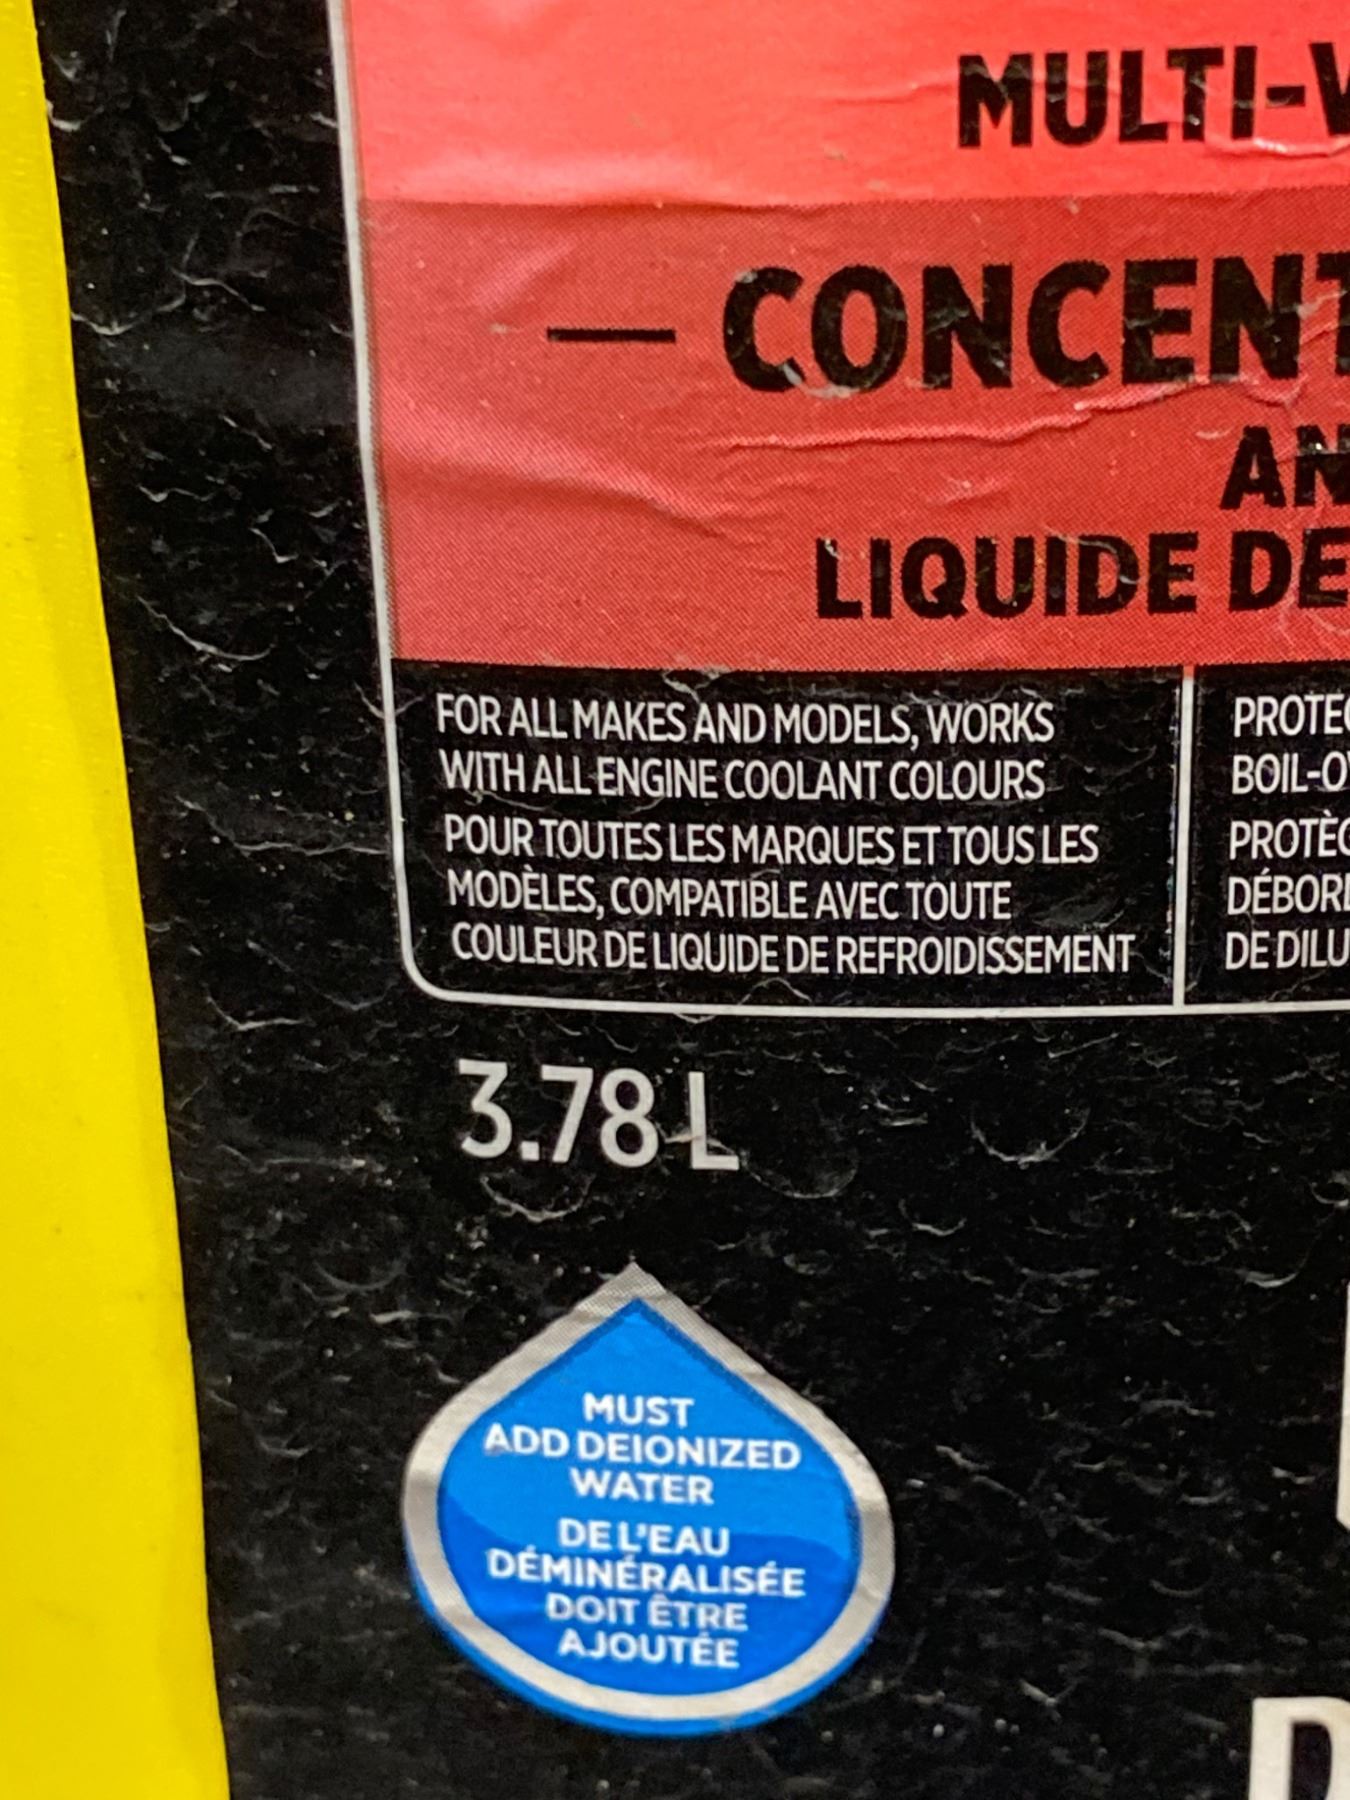 MULTI-
— CONCENT
AN
LIQUIDE DE
FOR ALL MAKES AND MODELS, WORKS
WITH ALL ENGINE COOLANT COLOURS
POUR TOUTES LES MARQUES ET TOUS LES
MODÈLES, COMPATIBLE AVEC TOUTE
COULEUR DE LIQUIDE DE REFROIDISSEMENT
PROTE
BOIL-O
PROTÈG
DÉBOR
DE DILU
3.78 L
MUST
ADD DEIONIZED
WATER
DE L'EAU
DÉMINÉRALISÉE
DOIT ÊTRE
AJOUTÉE